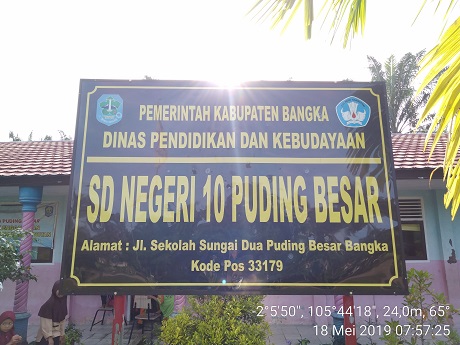 PEMERINTAH KABUPATEN BANGKA
DINAS PENDIDIKAN DAN KEBUDAYAAN
SD NEGERI 10 PUDING BESAR
Alamat : Jl. Sekolah Sungai Dua Puding Besar Bangka
Kode Pos 33179
2°5'50", 105°44'18", 24,0m, 65°
18 Mei 2019 07:57:25